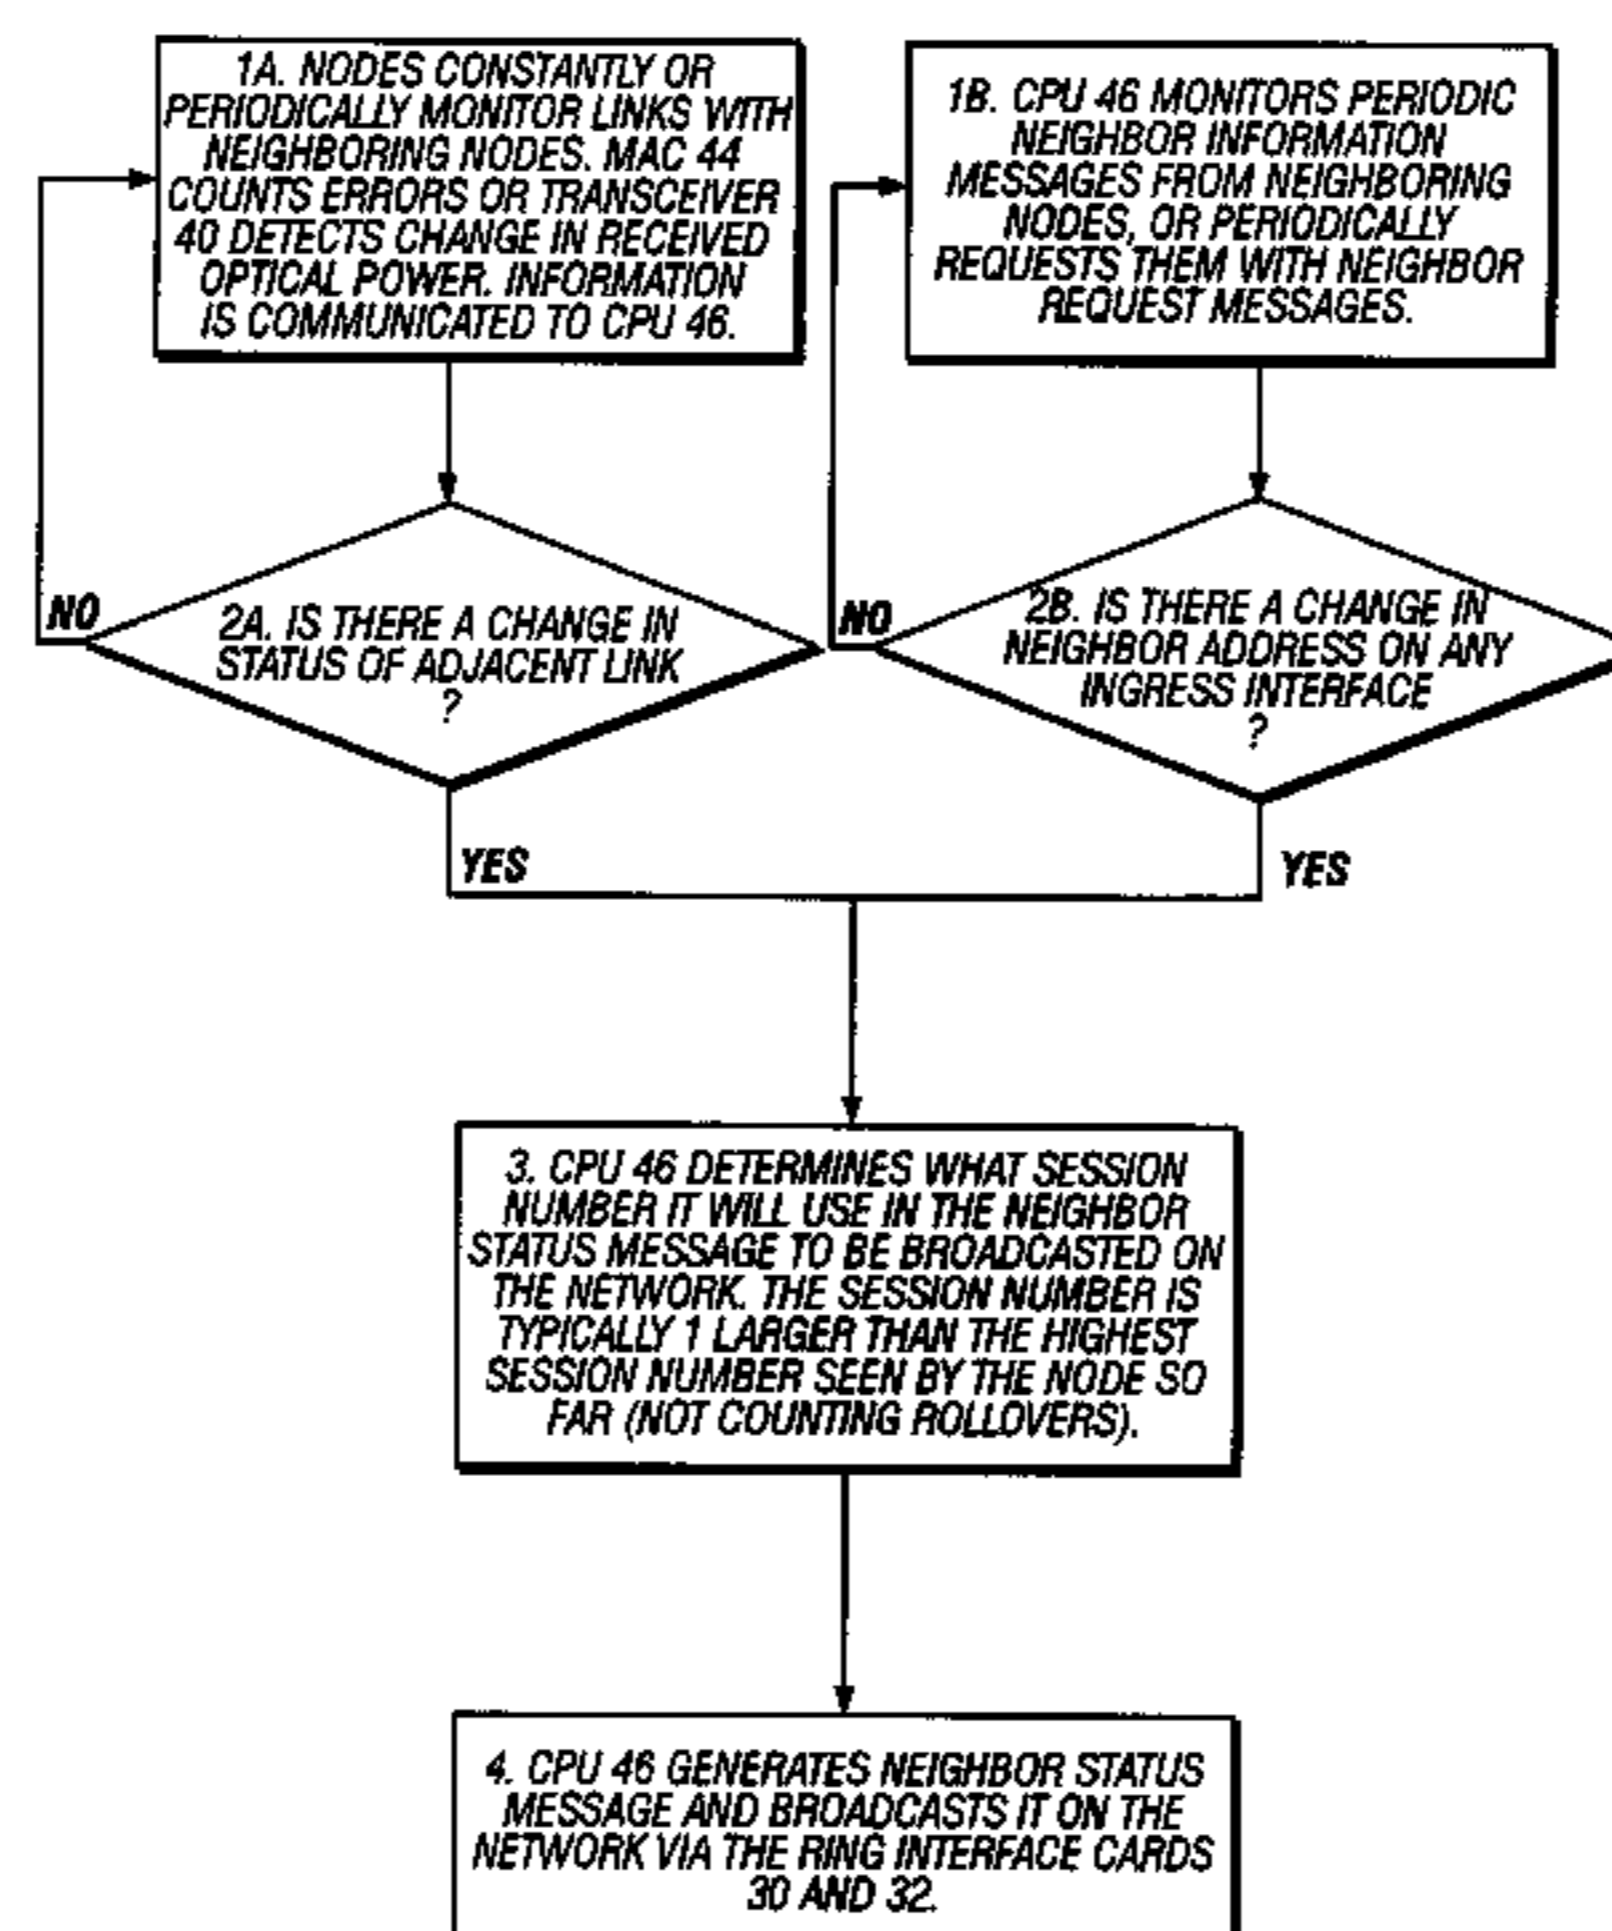 1A. NODES CONSTANTLY OR
PERIODICALLY MONITOR LINKS WITH
NEIGHBORING NODES. MAC 44
COUNTS ERRORS OR TRANSCEIVER
40 DETECTS CHANGE IN RECEIVED
OPTICAL POWER. INFORMATION
IS COMMUNICATED TO CPU 46.
1B. CPU 46 MONITORS PERIODIC
NEIGHBOR INFORMATION
MESSAGES FROM NEIGHBORING
NODES, OR PERIODICALLY
REQUESTS THEM WITH NEIGHBOR
REQUEST MESSAGES.
NO
2A. IS THERE A CHANGE IN
STATUS OF ADJACENT LINK
?
NO
2B. IS THERE A CHANGE IN
NEIGHBOR ADDRESS ON ANY
INGRESS INTERFACE
?
YES
YES
3. CPU 46 DETERMINES WHAT SESSION
NUMBER IT WILL USE IN THE NEIGHBOR
STATUS MESSAGE TO BE BROADCASTED ON
THE NETWORK. THE SESSION NUMBER IS
TYPICALLY 1 LARGER THAN THE HIGHEST
SESSION NUMBER SEEN BY THE NODE SO
FAR (NOT COUNTING ROLLOVERS).
4. CPU 46 GENERATES NEIGHBOR STATUS
MESSAGE AND BROADCASTS IT ON THE
NETWORK VIA THE RING INTERFACE CARDS
30 AND 32.